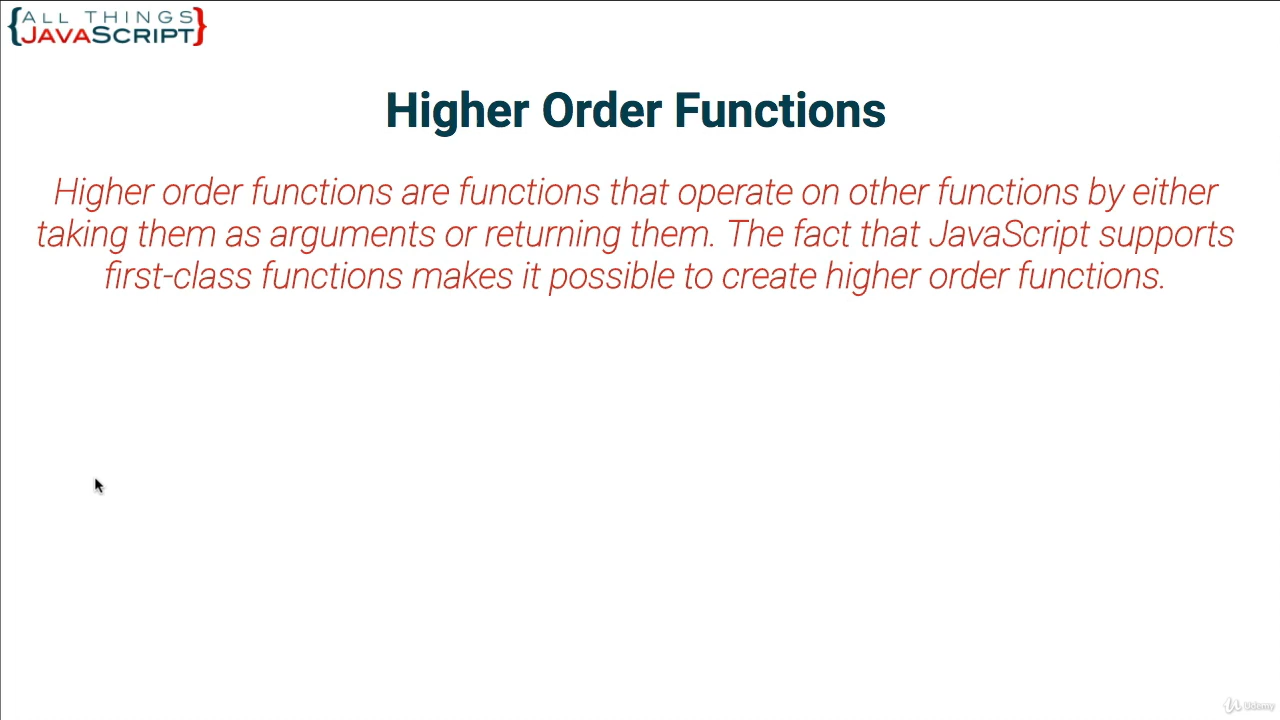 {ALL THINGS
JAVASCRIPT}
Higher Order Functions
Higher order functions are functions that operate on other functions by either
taking them as arguments or returning them. The fact that JavaScript supports
first-class functions makes it possible to create higher order functions.
Udemy